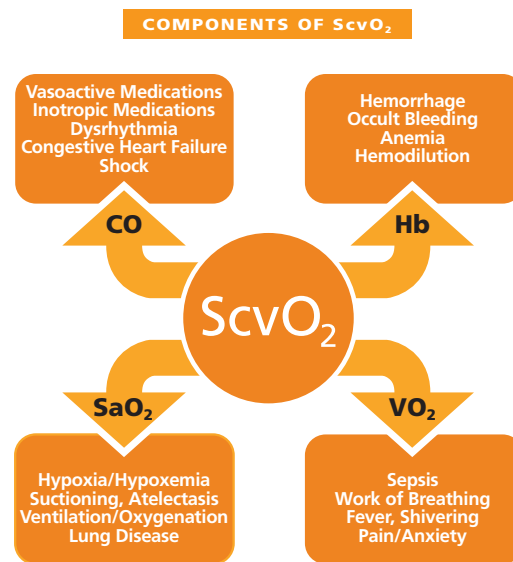 COMPONENTS OF ScvO₂
Vasoactive Medications
Inotropic Medications
Dysrhythmia
Congestive Heart Failure
Shock
Hemorrhage
Occult Bleeding
Anemia
Hemodilution
CO
Hb
ScvO₂
SaO₂
VO₂
Hypoxia/Hypoxemia
Suctioning, Atelectasis
Ventilation/Oxygenation
Lung Disease
Sepsis
Work of Breathing
Fever, Shivering
Pain/Anxiety